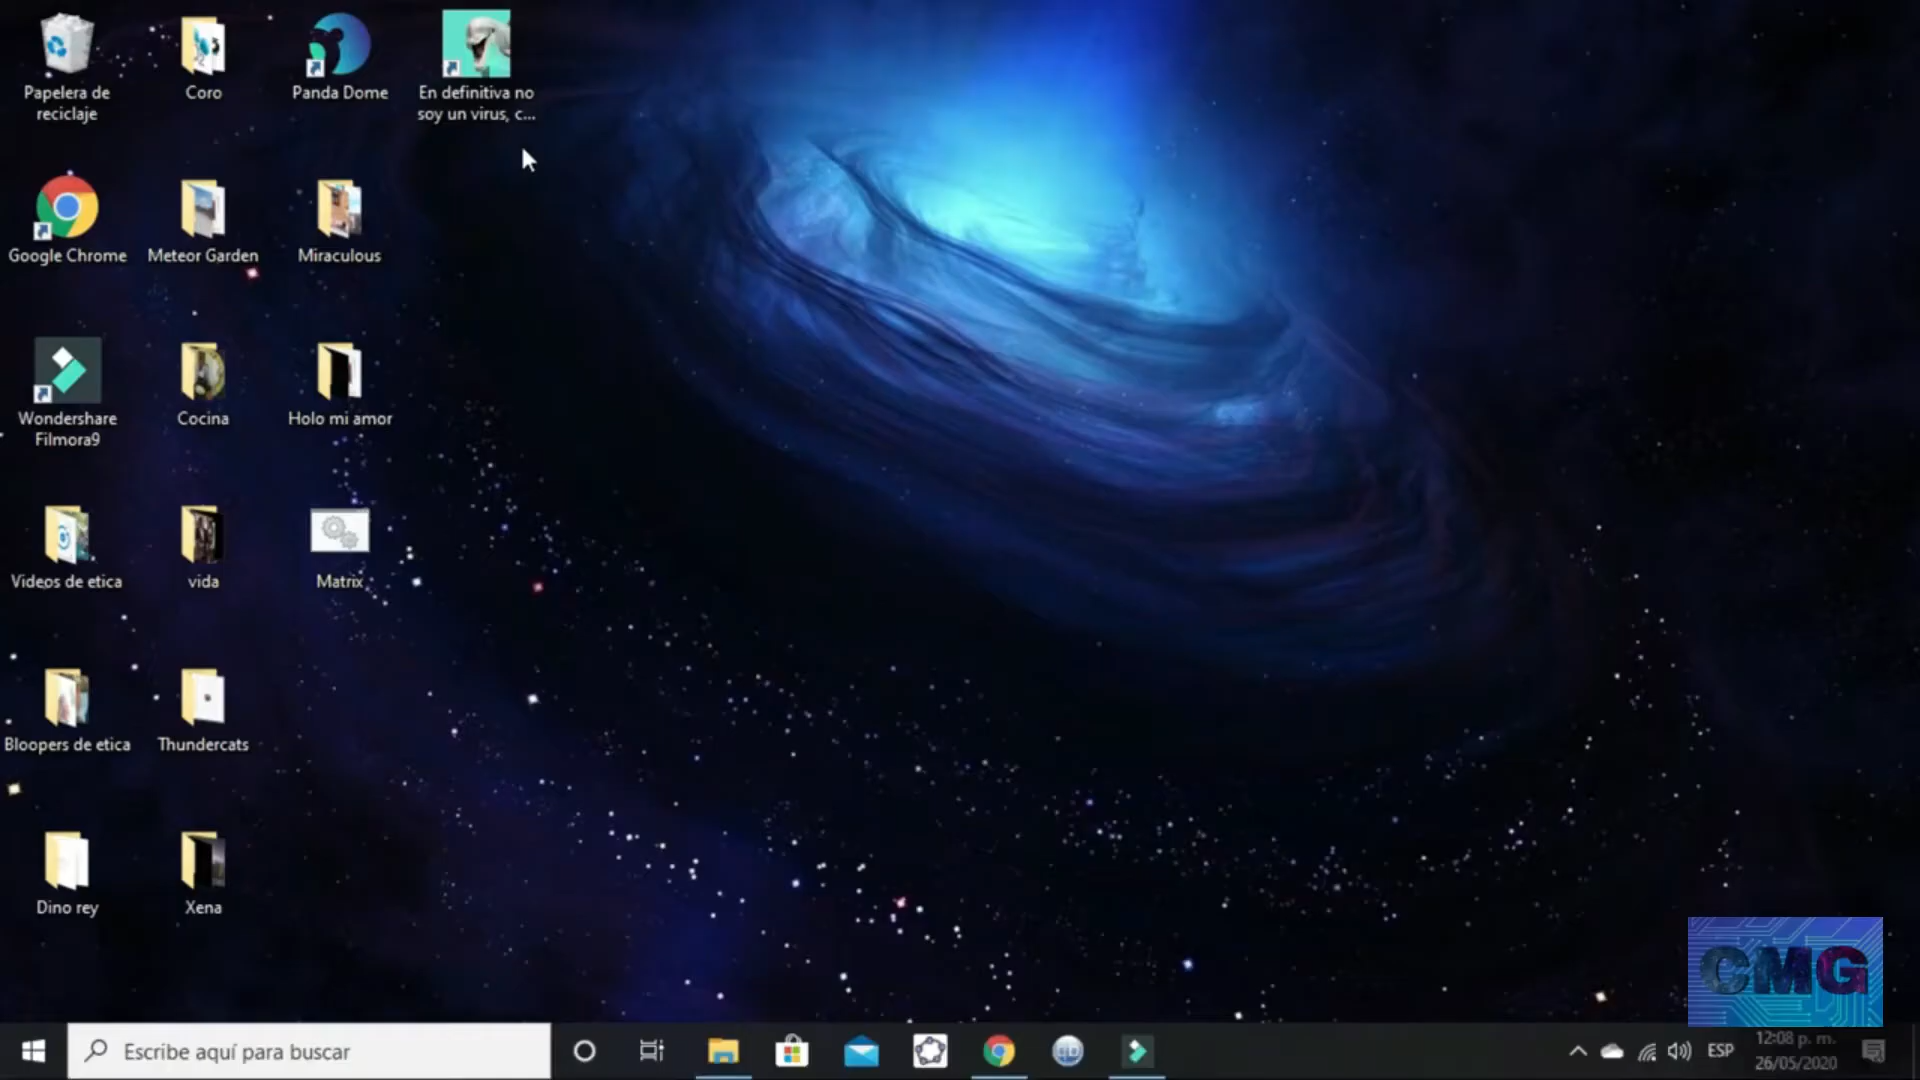 Papelera de
reciclaje
Coro
Panda Dome
En definitiva no
soy un virus, c...
Google Chrome
Meteor Garden
Miraculous
Wondershare
Filmora9
Cocina
Holo mi amor
Videos de etica
vida
Matrix
Bloopers de etica
Thundercats
Dino rey
Xena
CMG
Escribe aquí para buscar
ESP
12:08 p. m.
26/05/2020